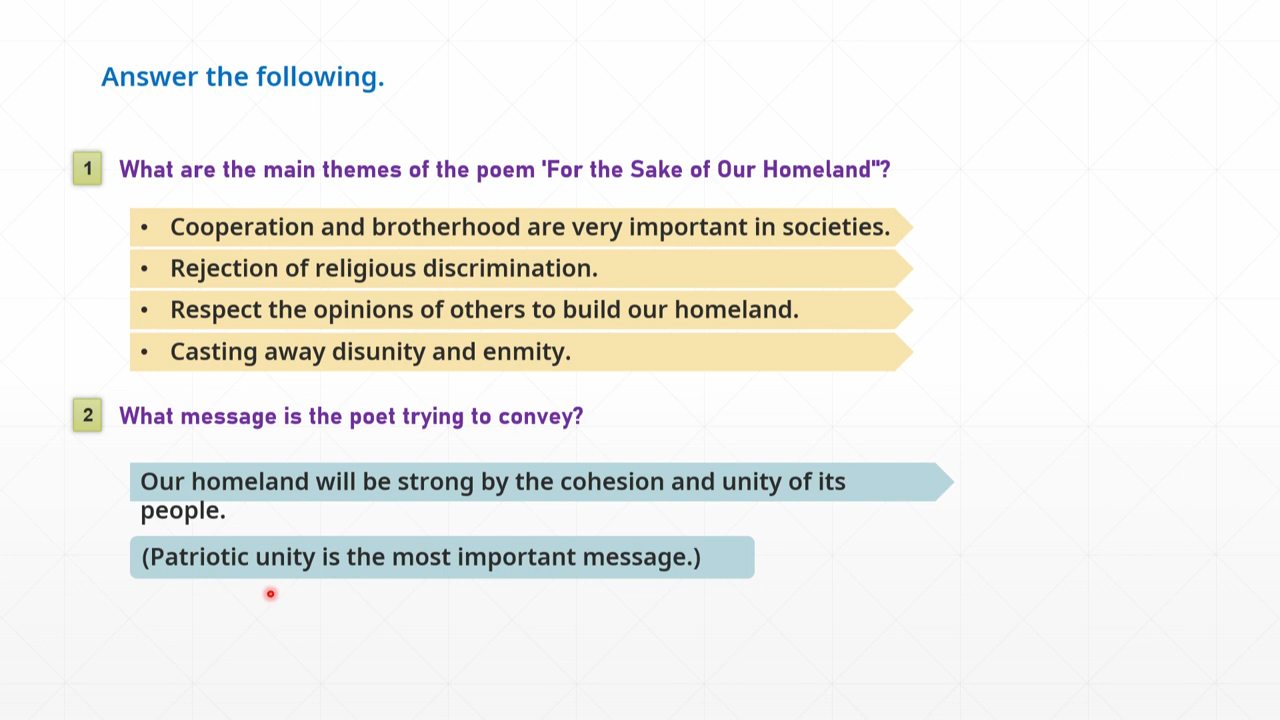 Answer the following.
1 What are the main themes of the poem 'For the Sake of Our Homeland"?
• Cooperation and brotherhood are very important in societies.
• Rejection of religious discrimination.
• Respect the opinions of others to build our homeland.
• Casting away disunity and enmity.
2 What message is the poet trying to convey?
Our homeland will be strong by the cohesion and unity of its
people.
(Patriotic unity is the most important message.)